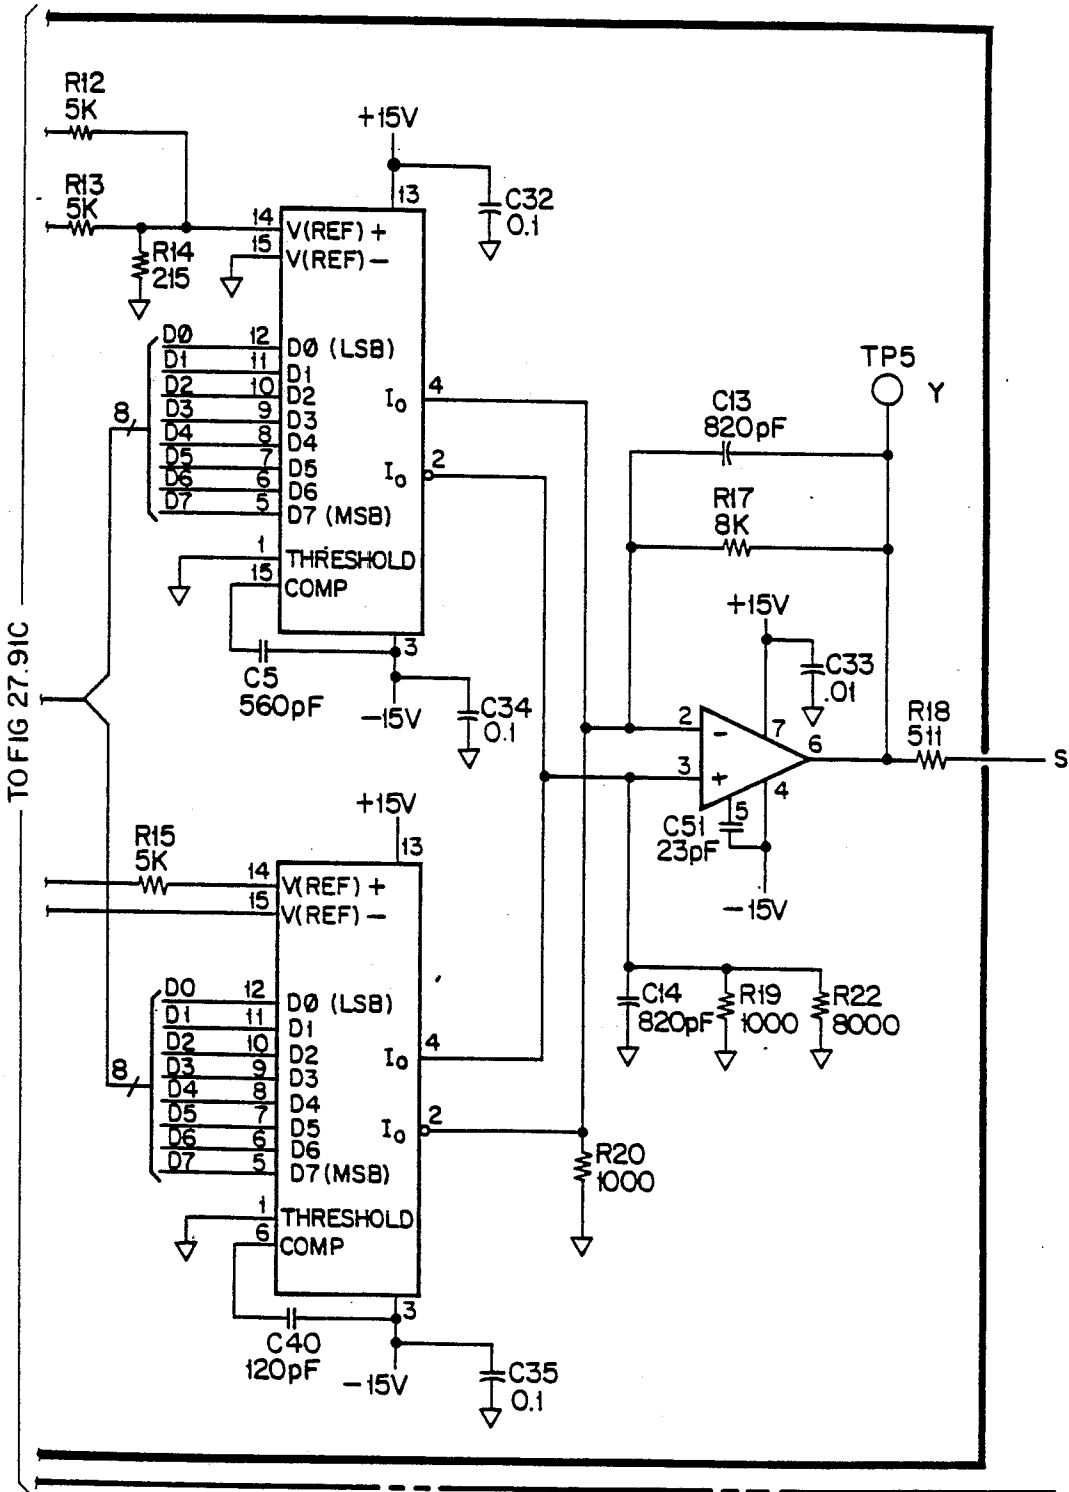 TO FIG 27.91C
R12
5K
R13
5K
R14
215
+15V
13
C32
0.1
14
V(REF) +
15
V(REF) −
D0 12 D0 (LSB)
D1 11 D1
D2 10 D2
D3 9 D3
D4 8 D4
D5 7 D5
D6 6 D6
D7 5 D7 (MSB)
8
Io 4
Io 2
1 THRESHOLD
15 COMP
3
C5
560pF
−15V
C34
0.1
TP5
Y
C13
820pF
R17
8K
+15V
C33
.01
2 −
3 +
7
6
4
5
C51
23pF
−15V
R18
511
S
+15V
13
R15
5K
14 V(REF) +
15 V(REF) −
D0 12 D0 (LSB)
D1 11 D1
D2 10 D2
D3 9 D3
D4 8 D4
D5 7 D5
D6 6 D6
D7 5 D7 (MSB)
8
Io 4
Io 2
1 THRESHOLD
6 COMP
3
C40
120pF
−15V
C35
0.1
C14
820pF
R19
1000
R22
8000
R20
1000